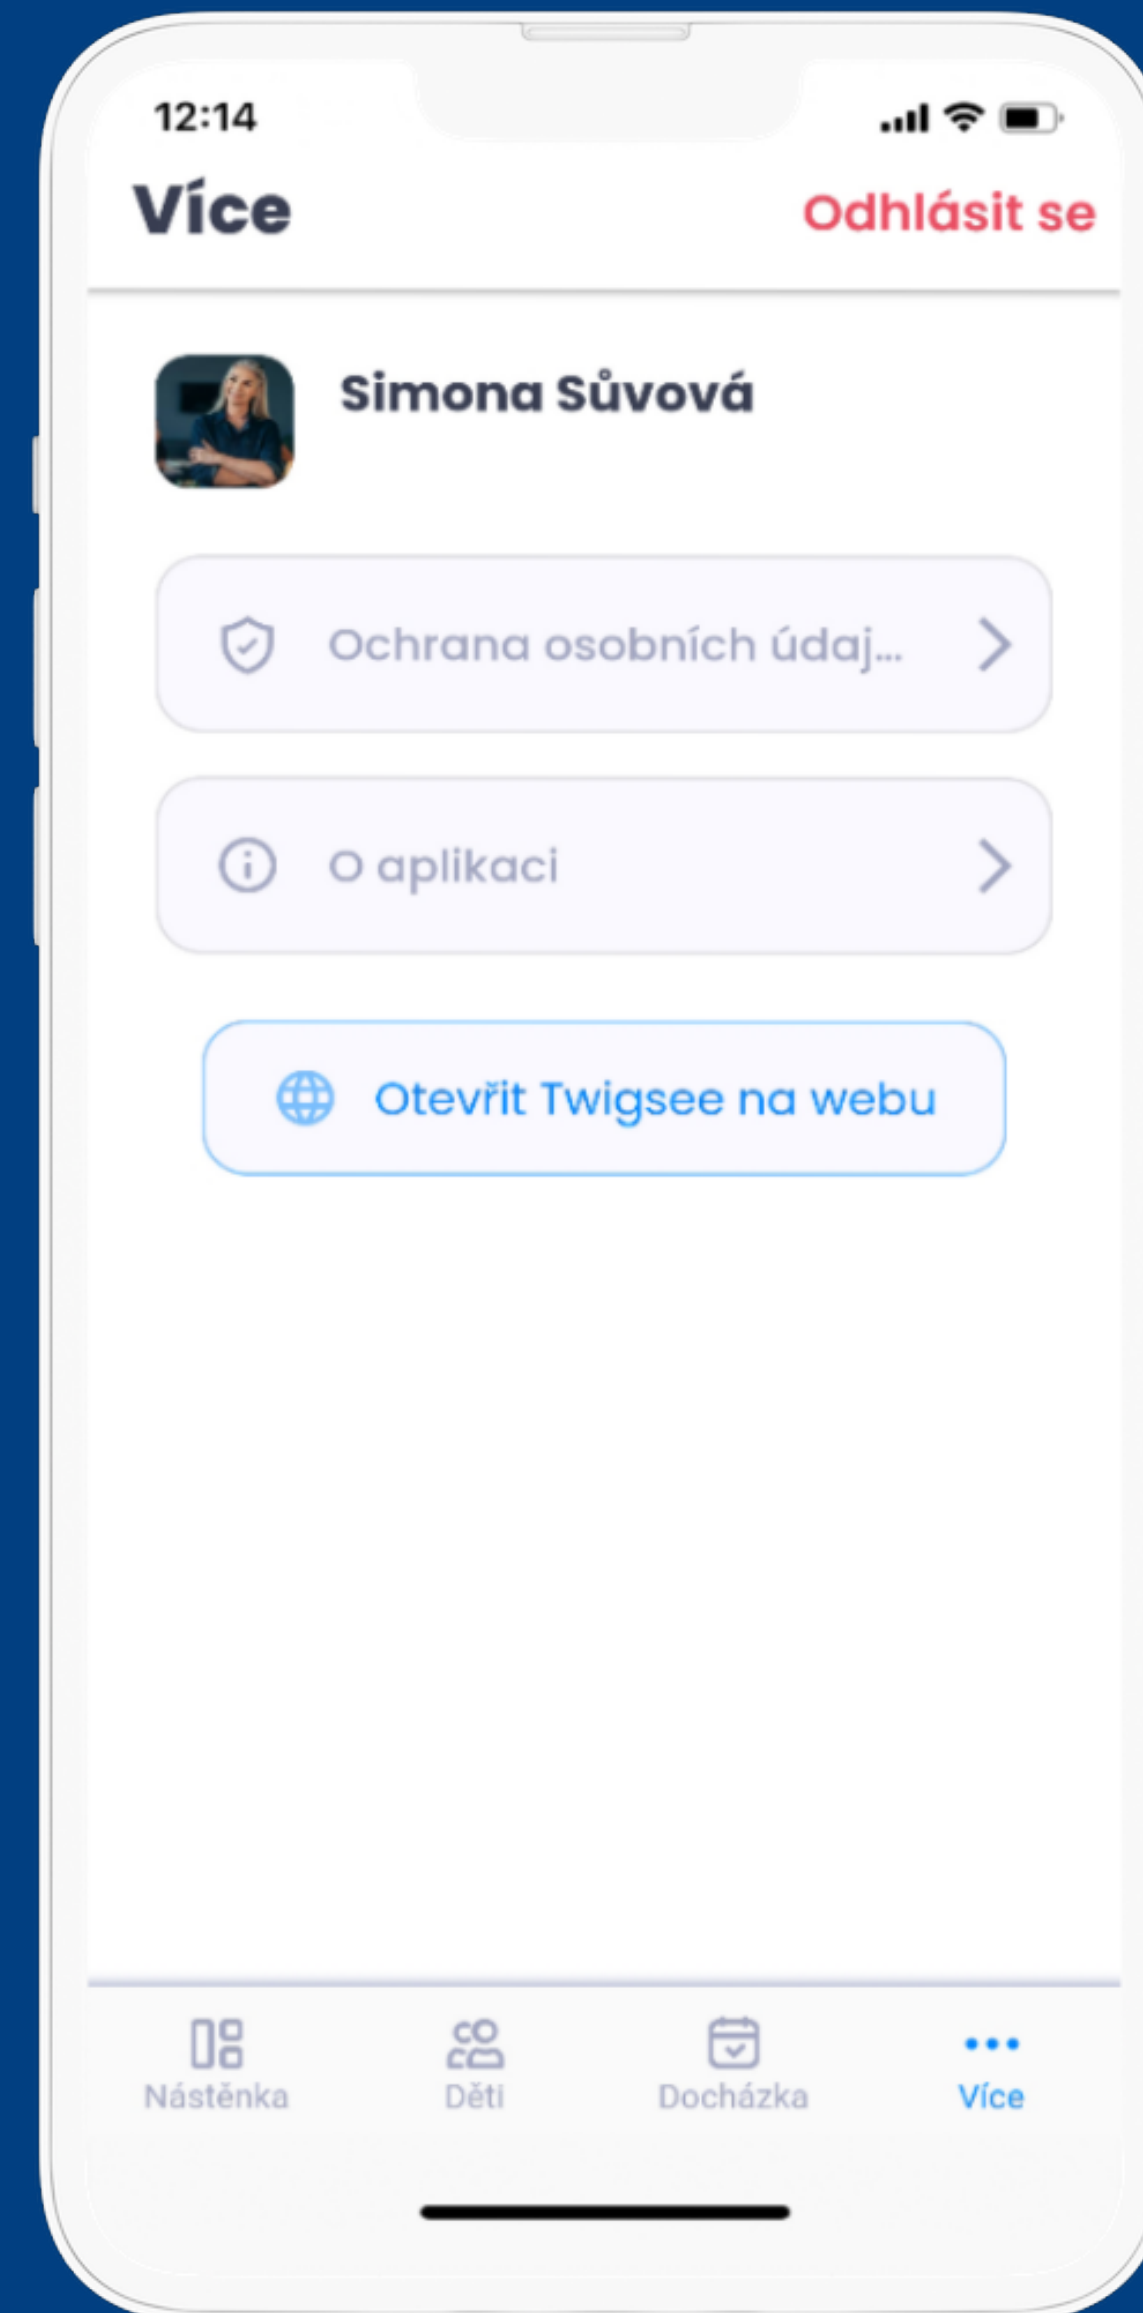 12:14
Více
Odhlásit se
Simona Sůvová
Ochrana osobních údaj...
O aplikaci
Otevřít Twigsee na webu
Nástěnka
Děti
Docházka
Více